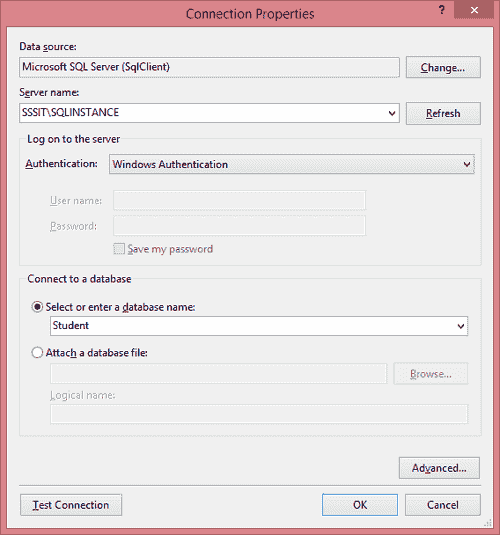 Connection Properties
? ×
Data source:
Microsoft SQL Server (SqlClient)
Change...
Server name:
SSSIT\SQLINSTANCE
Refresh
Log on to the server
Authentication:
Windows Authentication
User name:
Password:
Save my password
Connect to a database
Select or enter a database name:
Student
Attach a database file:
Browse...
Logical name:
Advanced...
Test Connection
OK
Cancel